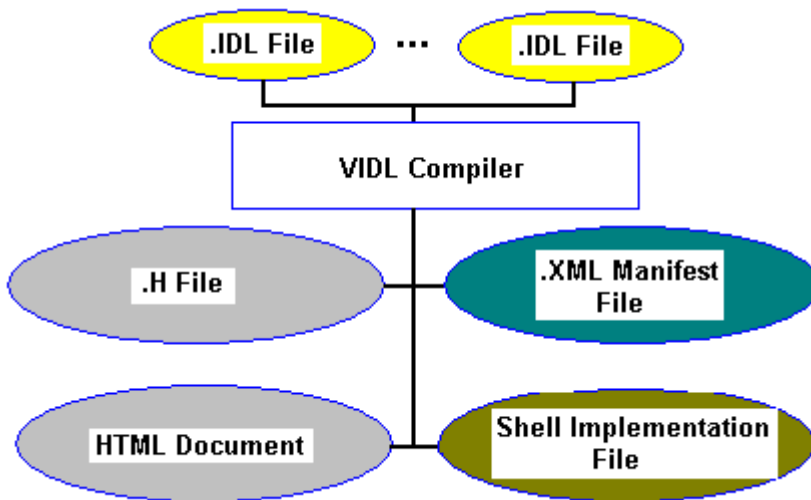 .IDL File
...
.IDL File
VIDL Compiler
.H File
.XML Manifest
File
HTML Document
Shell Implementation
File